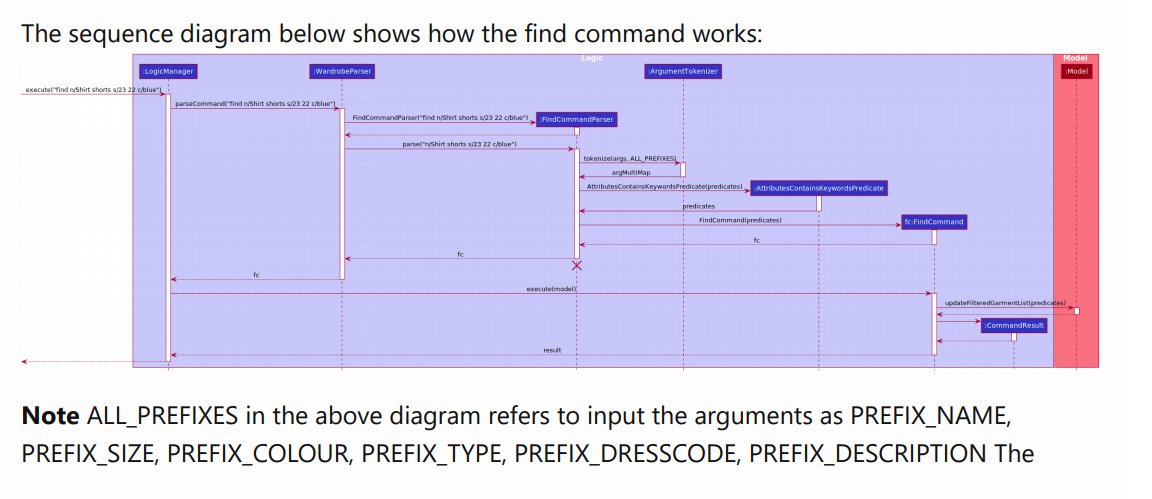 The sequence diagram below shows how the find command works:
Logic
Model
:LogicManager
:WardrobeParser
:ArgumentTokenizer
:Model
execute("find n/Shirt shorts s/23 22 c/blue")
parseCommand("find n/Shirt shorts s/23 22 c/blue")
FindCommandParser("find n/Shirt shorts s/23 22 c/blue")
:FindCommandParser
parse("n/Shirt shorts s/23 22 c/blue")
tokenize(args, ALL_PREFIXES)
argMultiMap
AttributesContainsKeywordsPredicate(predicates)
:AttributesContainsKeywordsPredicate
predicates
FindCommand(predicates)
fc:FindCommand
fc
fc
fc
execute(model)
updateFilteredGarmentList(predicates)
:CommandResult
result
Note ALL_PREFIXES in the above diagram refers to input the arguments as PREFIX_NAME,
PREFIX_SIZE, PREFIX_COLOUR, PREFIX_TYPE, PREFIX_DRESSCODE, PREFIX_DESCRIPTION The